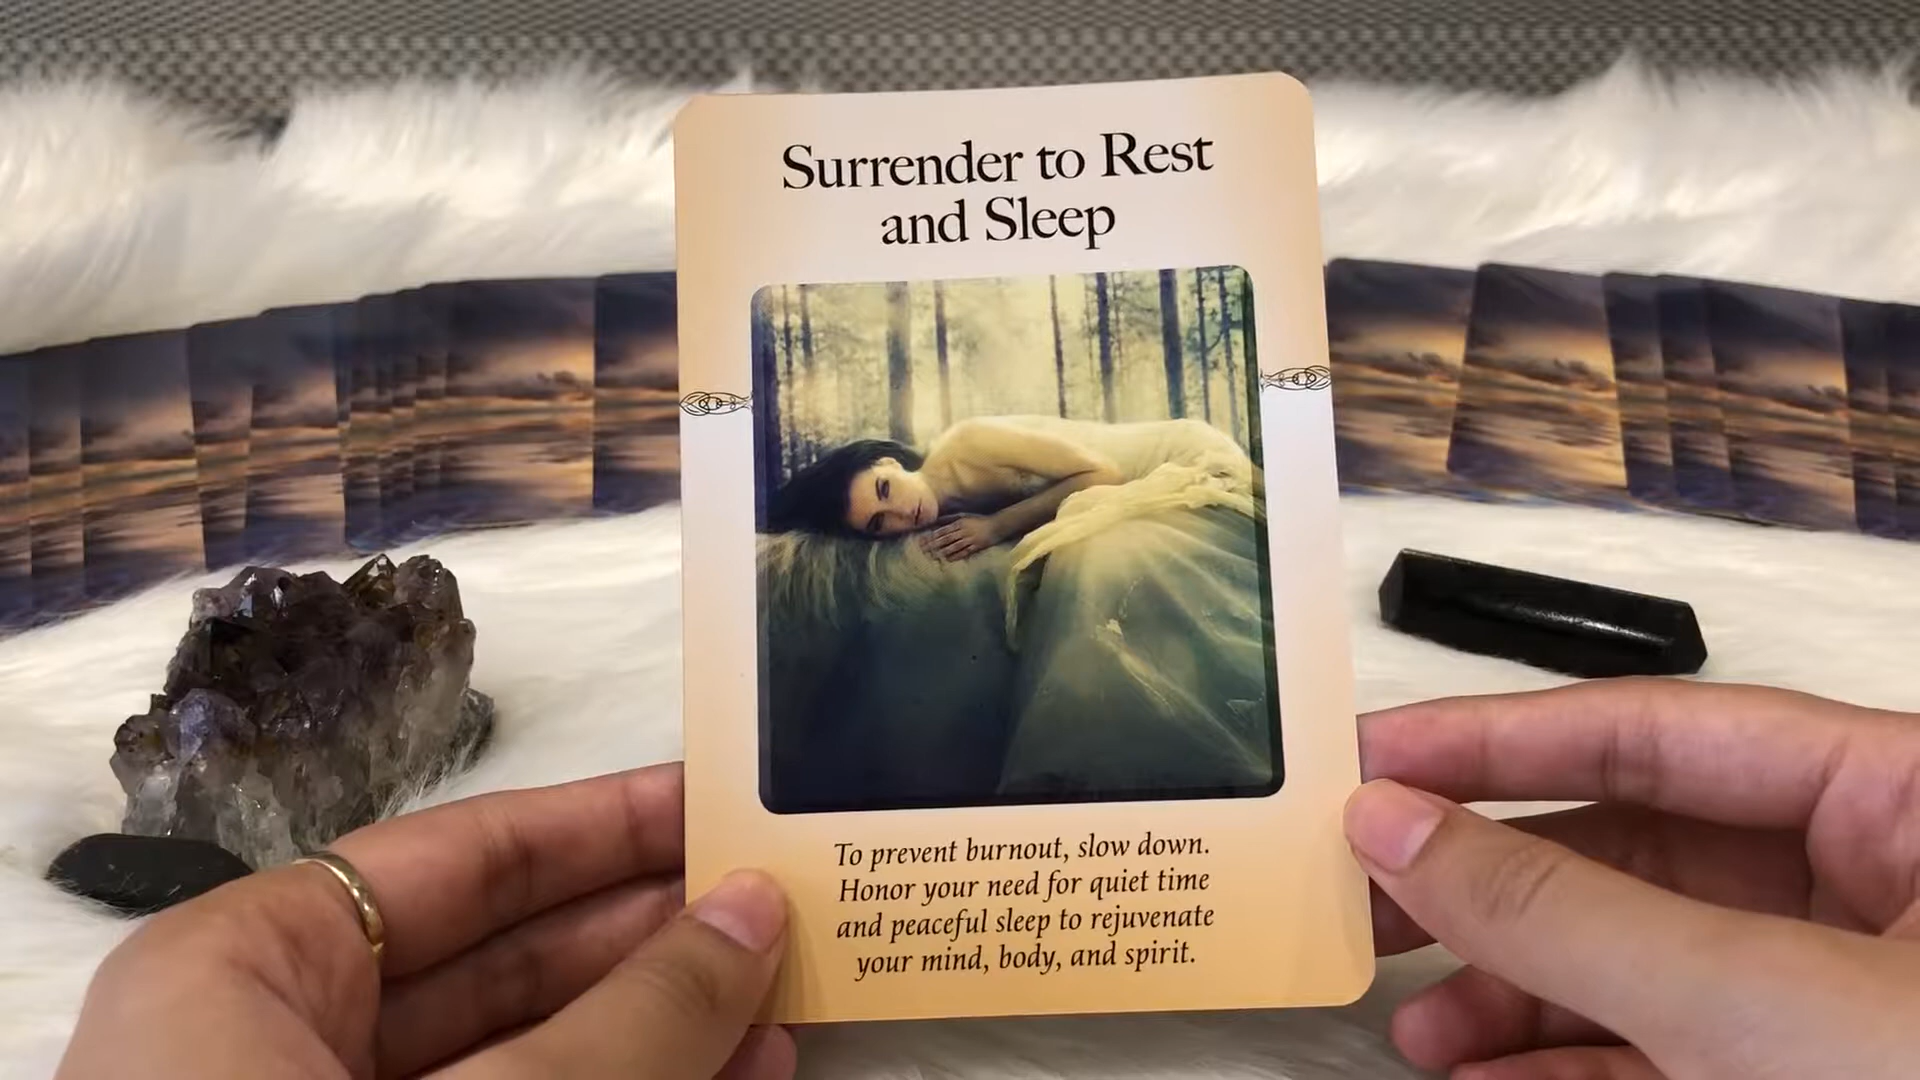 Surrender to Rest
and Sleep
To prevent burnout, slow down.
Honor your need for quiet time
and peaceful sleep to rejuvenate
your mind, body, and spirit.